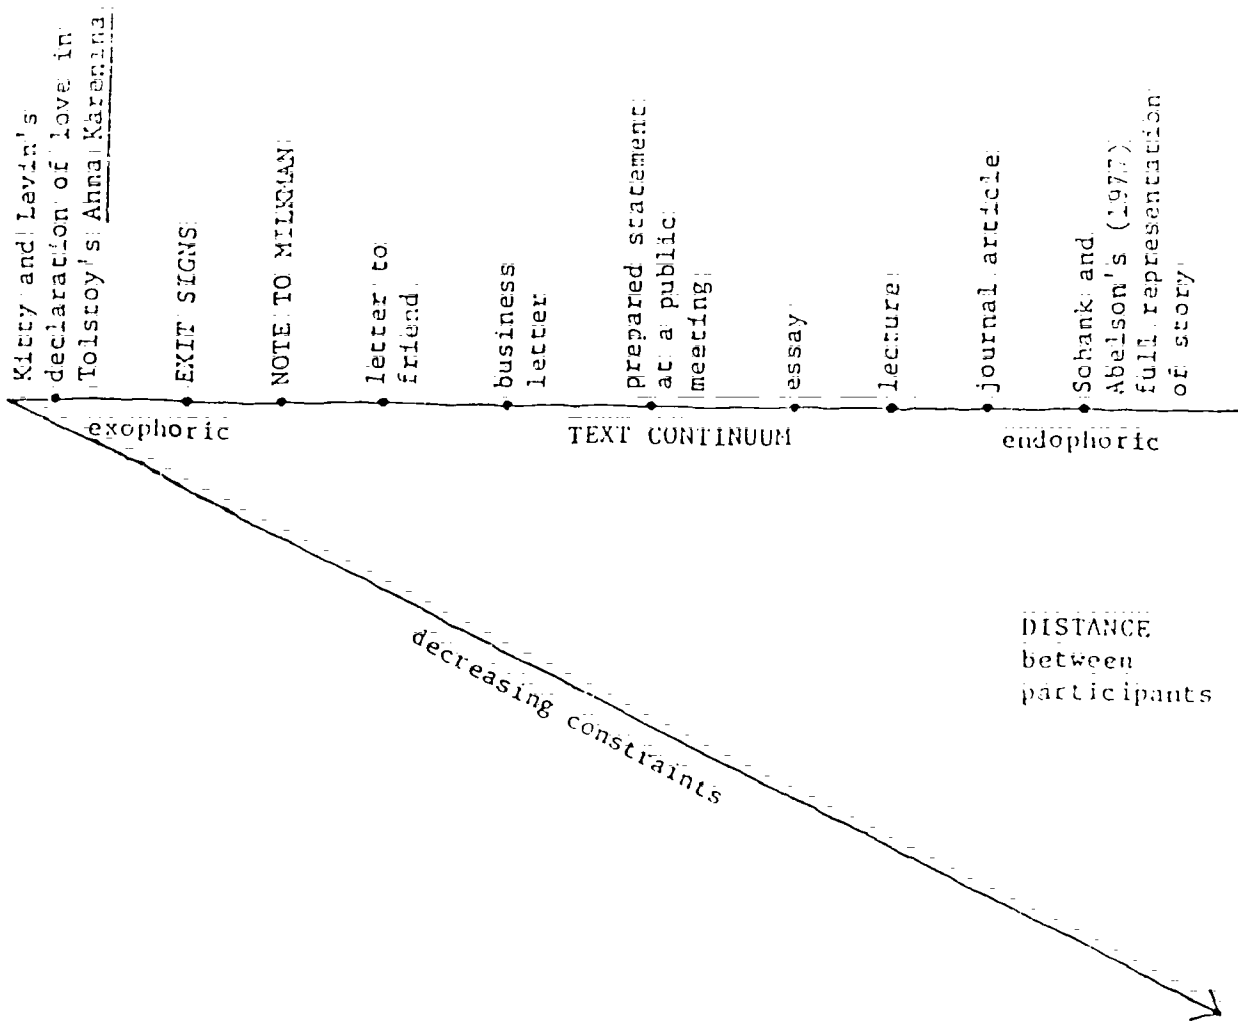 Kitty and Levin's
declaration of love in
Tolstoy's Anna Karenina
EXIT SIGNS
NOTE TO MILKMAN
letter to
friend
business
letter
prepared statement
at a public
meeting
essay
lecture
journal article
Schank and
Abelson's (1977)
full representation
of story
exophoric
TEXT CONTINUUM
endophoric
decreasing constraints
DISTANCE
between
participants